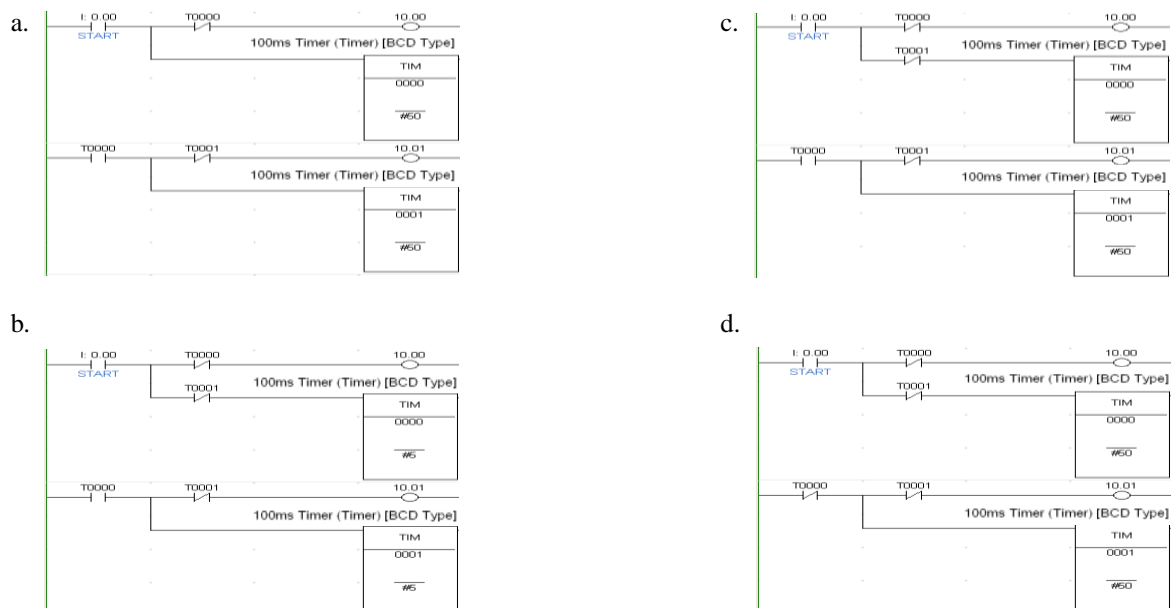 a.
I: 0.00 T0000 10.00
START
100ms Timer (Timer) [BCD Type]
TIM
0000
#50
T0000 T0001 10.01
100ms Timer (Timer) [BCD Type]
TIM
0001
#50
c.
I: 0.00 T0000 10.00
START
100ms Timer (Timer) [BCD Type]
T0001
TIM
0000
#50
T0000 T0001 10.01
100ms Timer (Timer) [BCD Type]
TIM
0001
#50
b.
I: 0.00 T0000 10.00
START
100ms Timer (Timer) [BCD Type]
T0001
TIM
0000
#5
T0000 T0001 10.01
100ms Timer (Timer) [BCD Type]
TIM
0001
#5
d.
I: 0.00 T0000 10.00
START
100ms Timer (Timer) [BCD Type]
T0001
TIM
0000
#50
T0000 T0001 10.01
100ms Timer (Timer) [BCD Type]
TIM
0001
#50